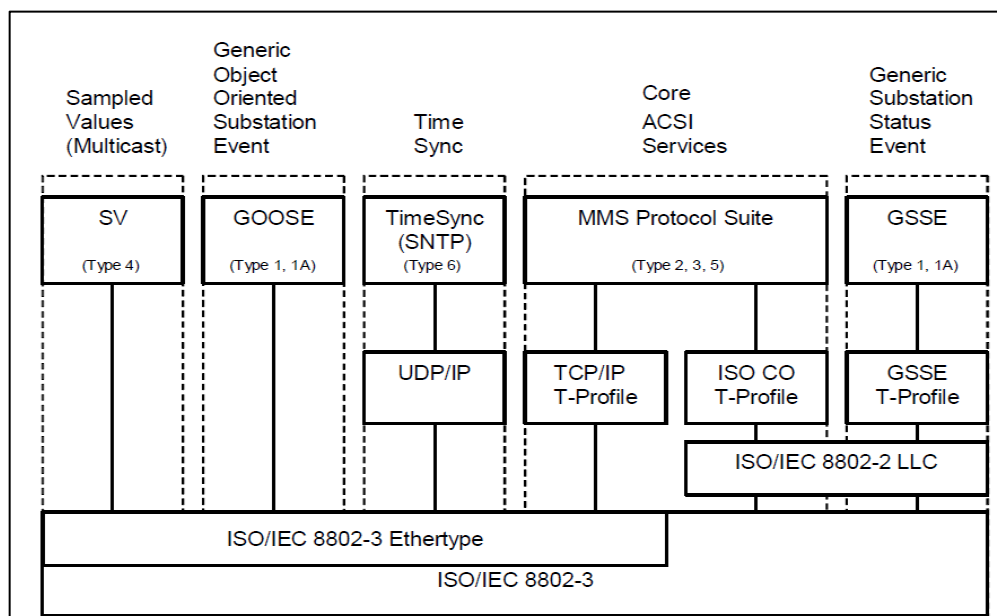 Sampled
Values
(Multicast)
Generic
Object
Oriented
Substation
Event
Time
Sync
Core
ACSI
Services
Generic
Substation
Status
Event
SV
(Type 4)
GOOSE
(Type 1, 1A)
TimeSync
(SNTP)
(Type 6)
MMS Protocol Suite
(Type 2, 3, 5)
GSSE
(Type 1, 1A)
UDP/IP
TCP/IP
T-Profile
ISO CO
T-Profile
GSSE
T-Profile
ISO/IEC 8802-2 LLC
ISO/IEC 8802-3 Ethertype
ISO/IEC 8802-3